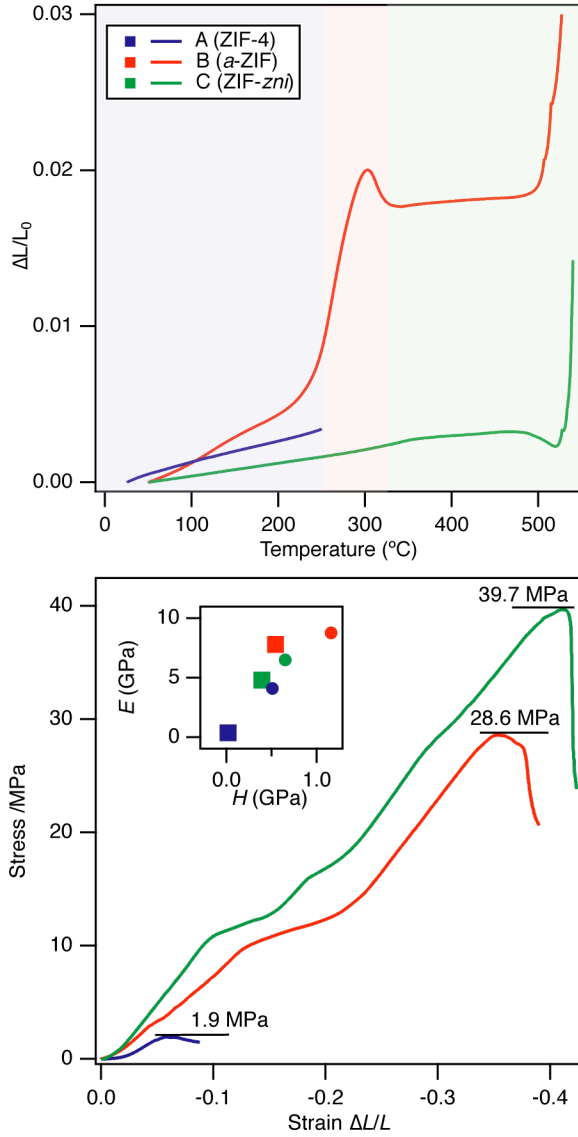 0.03
A (ZIF-4)
B (a-ZIF)
C (ZIF-zni)
0.02
ΔL/L0
0.01
0.00
0 100 200 300 400 500
Temperature (ºC)
40
39.7 MPa
10
5
0
E (GPa)
0.0 1.0
H (GPa)
30
28.6 MPa
Stress /MPa
20
10
1.9 MPa
0
0.0 -0.1 -0.2 -0.3 -0.4
Strain ΔL/L